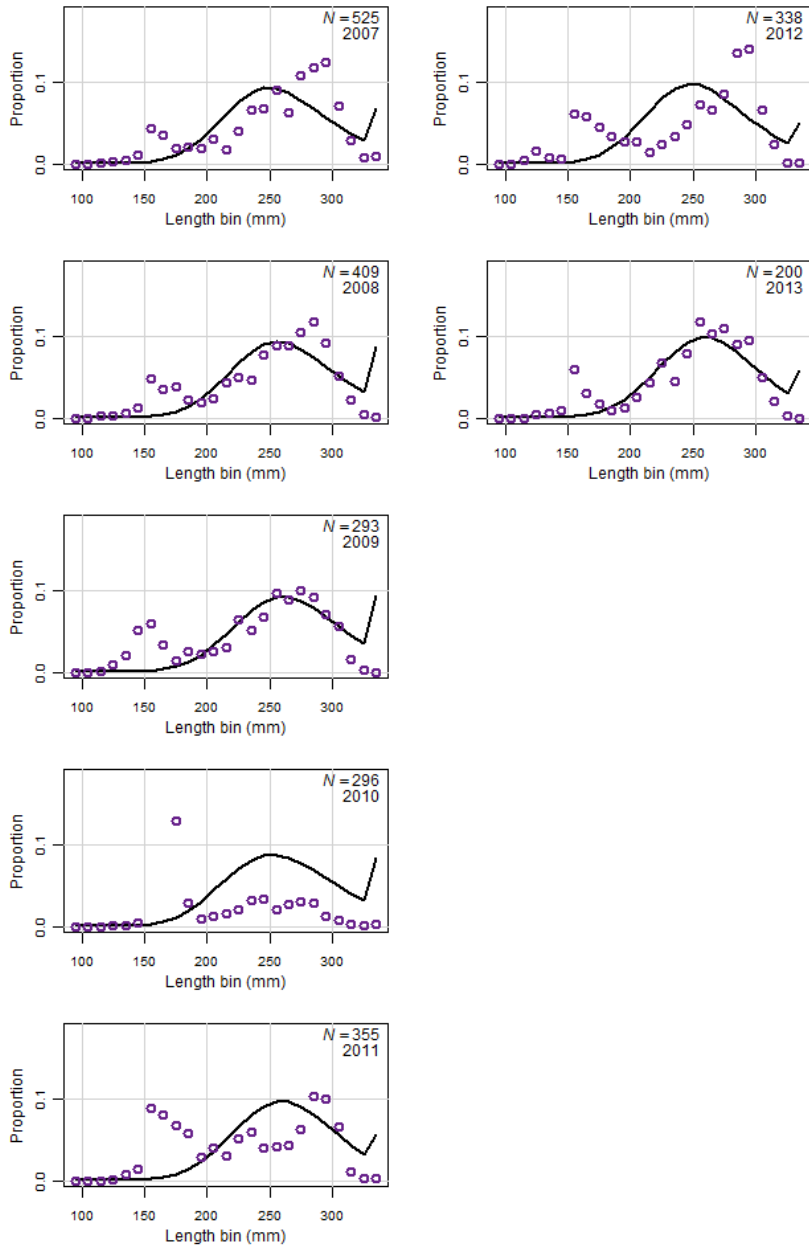 N = 525
2007
Proportion
0.1
0.0
100 150 200 250 300
Length bin (mm)
N = 409
2008
Proportion
0.1
0.0
100 150 200 250 300
Length bin (mm)
N = 293
2009
Proportion
0.1
0.0
100 150 200 250 300
Length bin (mm)
N = 296
2010
Proportion
0.1
0.0
100 150 200 250 300
Length bin (mm)
N = 355
2011
Proportion
0.1
0.0
100 150 200 250 300
Length bin (mm)
N = 338
2012
Proportion
0.1
0.0
100 150 200 250 300
Length bin (mm)
N = 200
2013
Proportion
0.1
0.0
100 150 200 250 300
Length bin (mm)